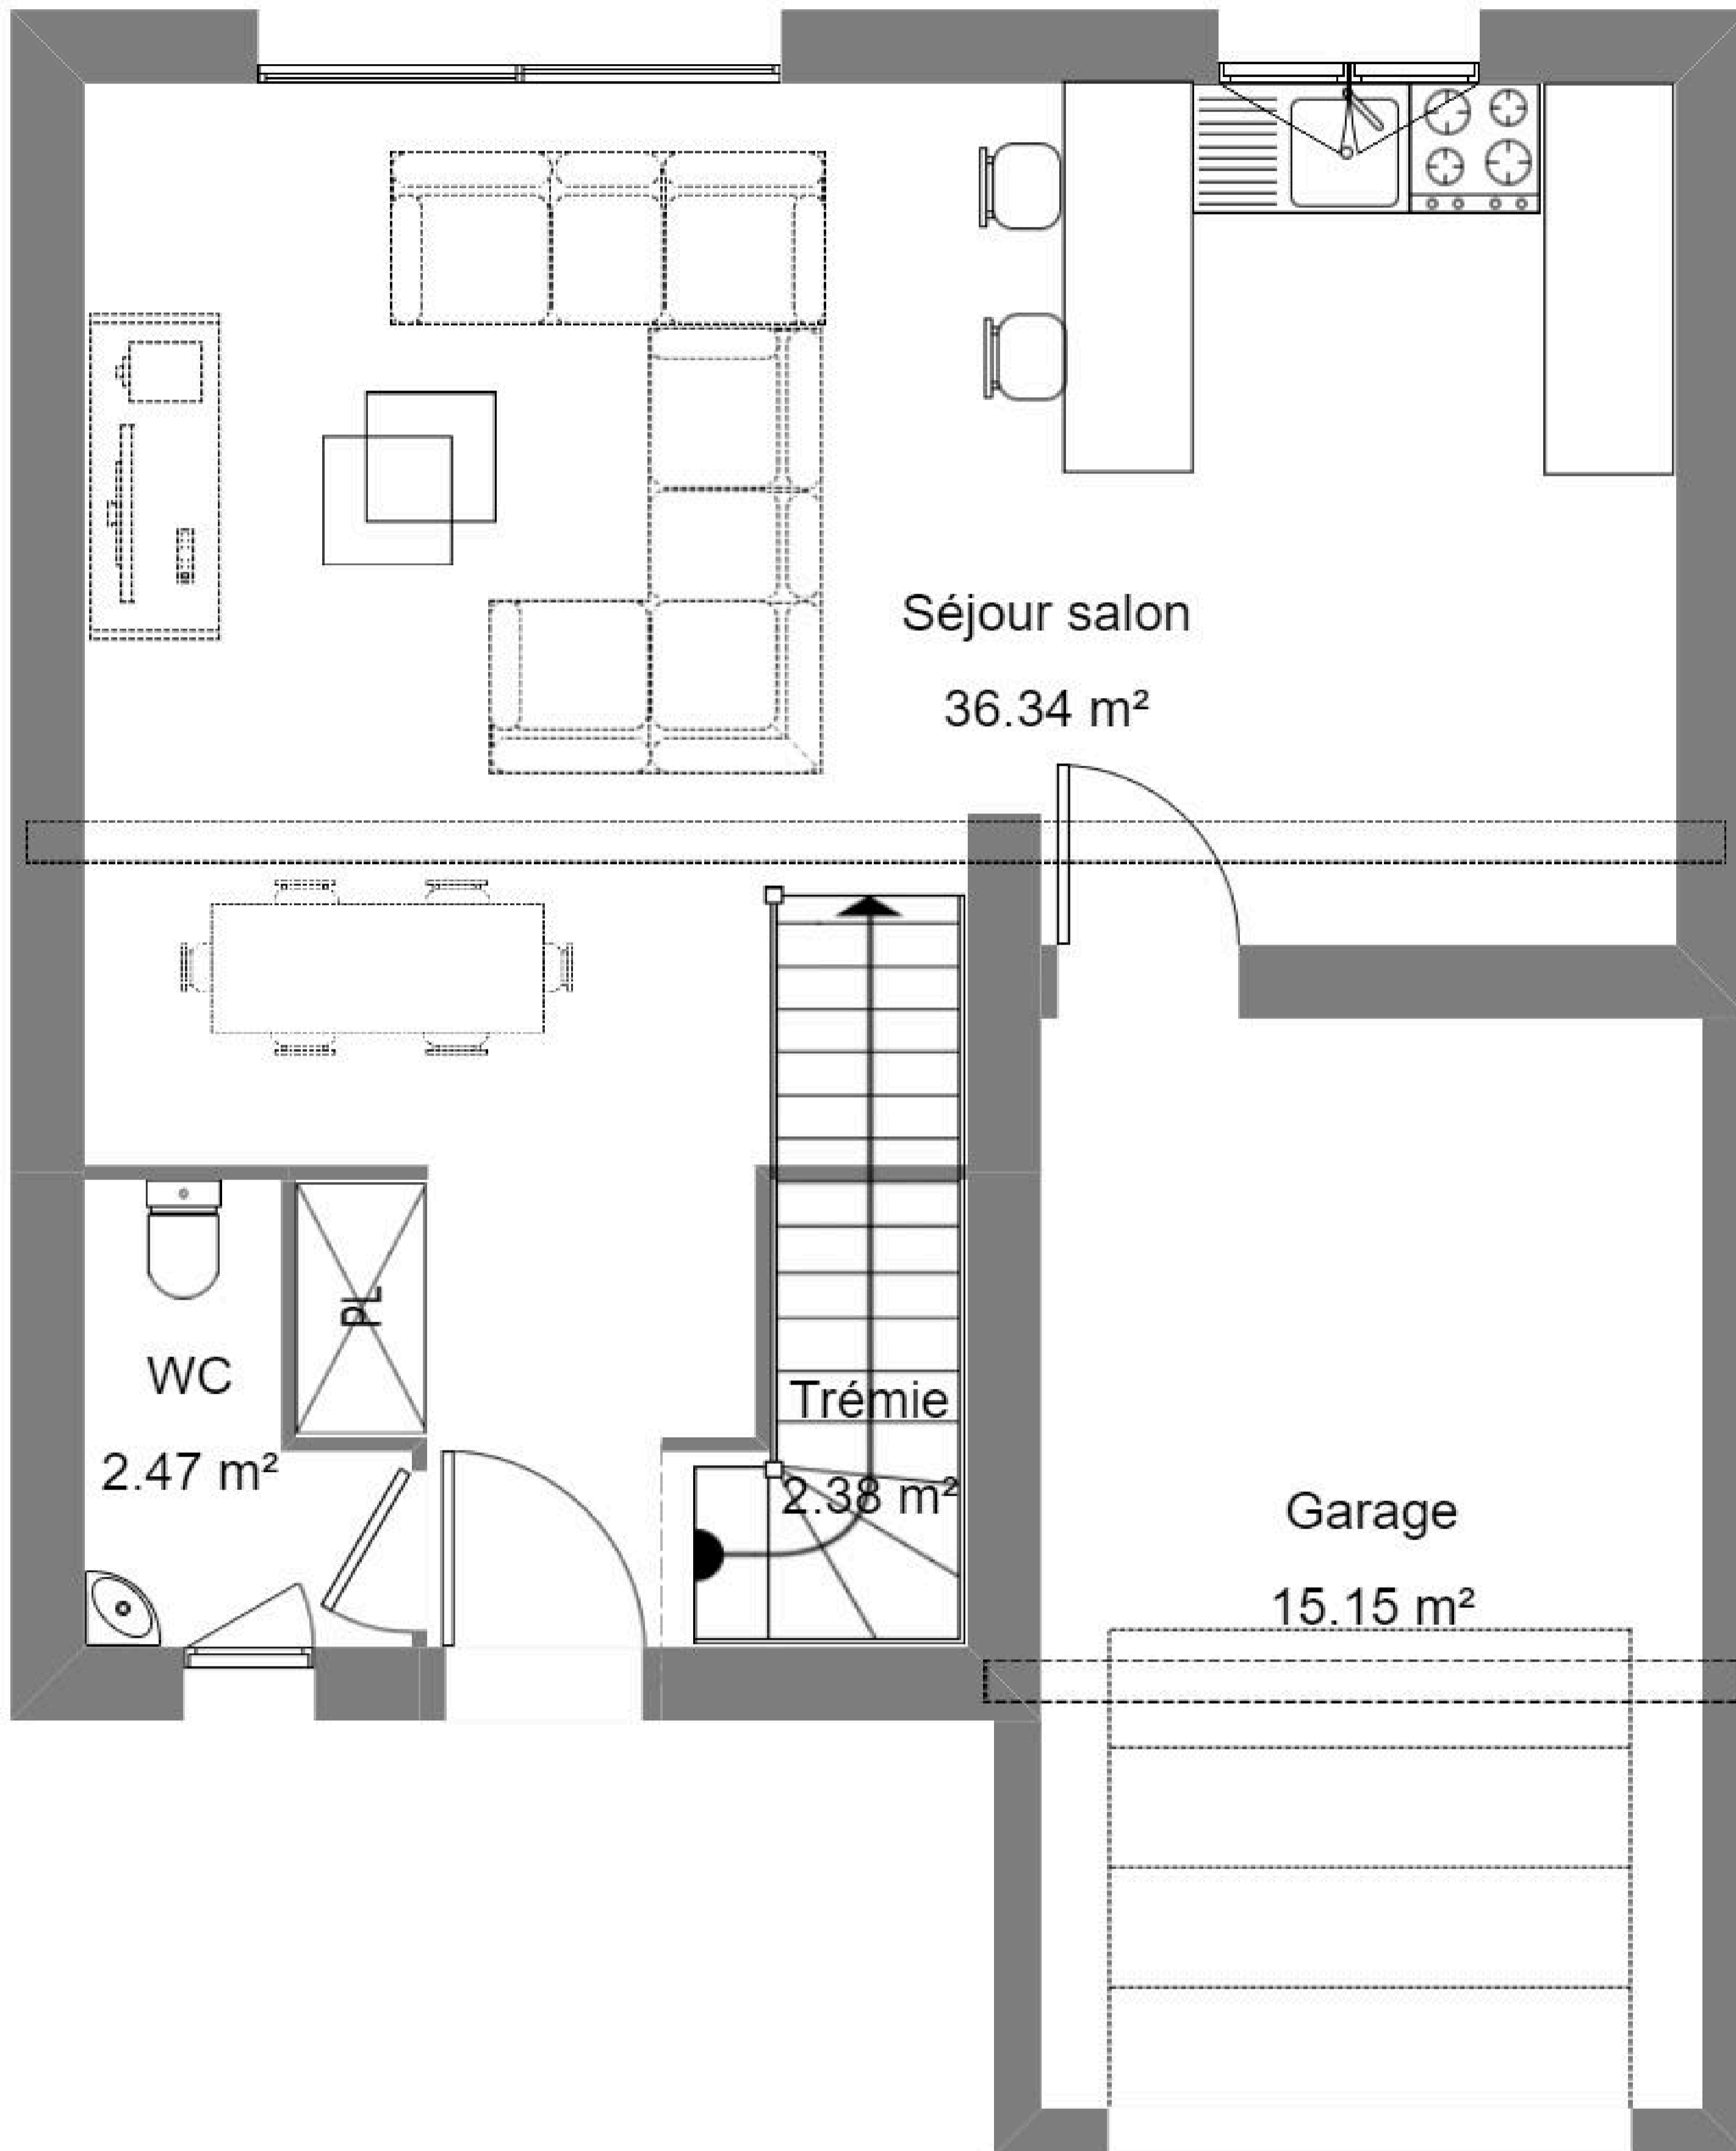 Séjour salon
36.34 m²
PL
WC
2.47 m²
Trémie
2.38 m²
Garage
15.15 m²